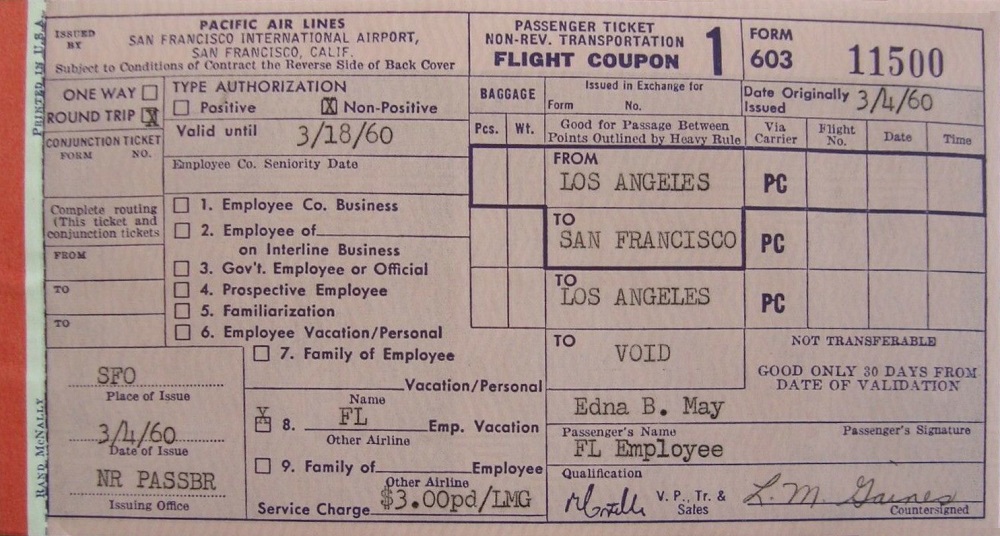 PRINTED IN U.S.A.
RAND McNALLY
ISSUED BY
PACIFIC AIR LINES
SAN FRANCISCO INTERNATIONAL AIRPORT,
SAN FRANCISCO, CALIF.
Subject to Conditions of Contract the Reverse Side of Back Cover
PASSENGER TICKET
NON-REV. TRANSPORTATION
FLIGHT COUPON
1
FORM
603
11500
ONE WAY
ROUND TRIP X
CONJUNCTION TICKET
FORM NO.
Complete routing
(This ticket and
conjunction tickets
FROM
TO
TO
TYPE AUTHORIZATION
Positive X Non-Positive
Valid until 3/18/60
Employee Co. Seniority Date
1. Employee Co. Business
2. Employee of
on Interline Business
3. Gov't. Employee or Official
4. Prospective Employee
5. Familiarization
6. Employee Vacation/Personal
7. Family of Employee
Vacation/Personal
Name
X 8. FL Emp. Vacation
Other Airline
9. Family of Employee
Other Airline
Service Charge $3.00pd/LMG
SFO
Place of Issue
3/4/60
Date of Issue
NR PASSBR
Issuing Office
BAGGAGE
Pcs. Wt.
Issued in Exchange for
Form No.
Date Originally
Issued 3/4/60
Good for Passage Between
Points Outlined by Heavy Rule
Via
Carrier
Flight
No.
Date
Time
FROM
LOS ANGELES PC
TO
SAN FRANCISCO PC
TO
LOS ANGELES PC
TO
VOID
NOT TRANSFERABLE
GOOD ONLY 30 DAYS FROM
DATE OF VALIDATION
Edna B. May
Passenger's Name Passenger's Signature
FL Employee
Qualification
V. P., Tr. &
Sales
L. M. Gaines
Countersigned